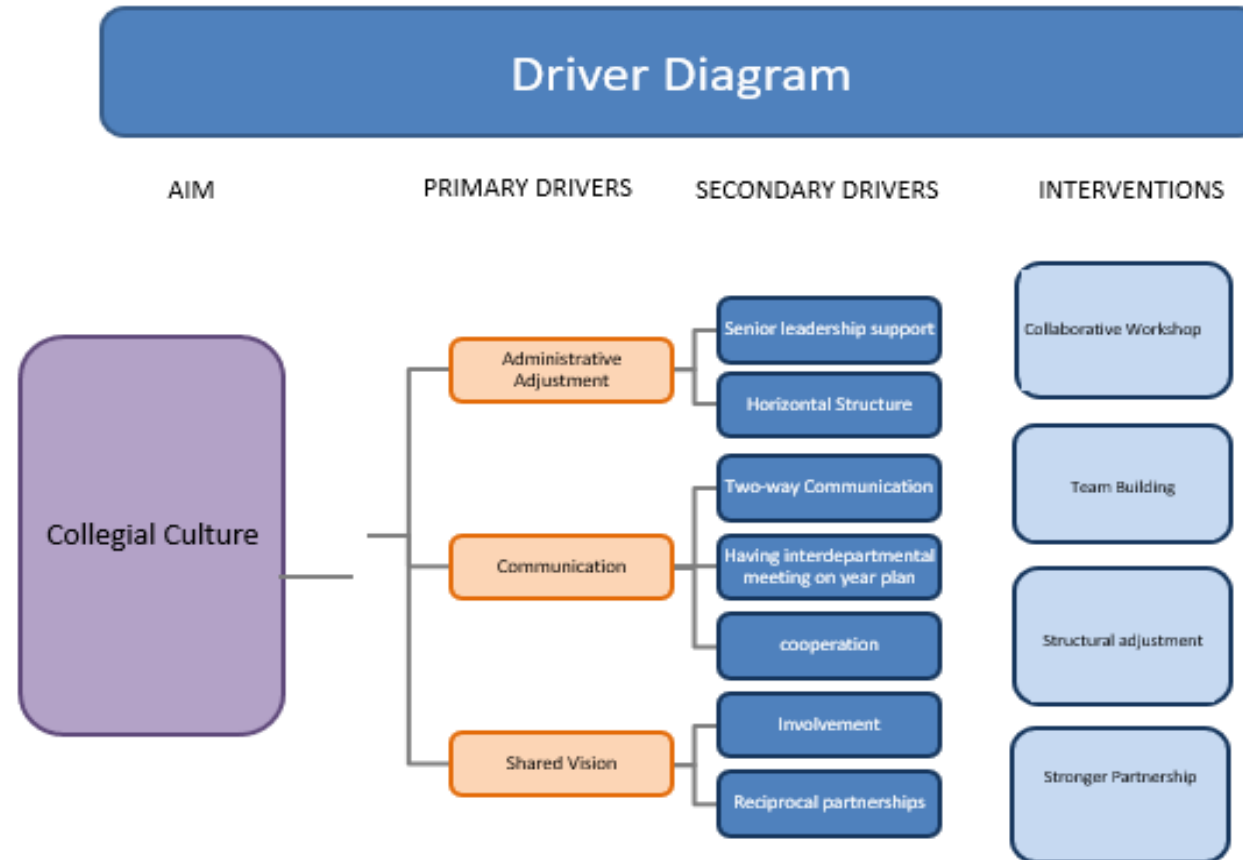 Driver Diagram
AIM
PRIMARY DRIVERS
SECONDARY DRIVERS
INTERVENTIONS
Collegial Culture
Administrative
Adjustment
Communication
Shared Vision
Senior leadership support
Horizontal Structure
Two-way Communication
Having interdepartmental
meeting on year plan
cooperation
Involvement
Reciprocal partnerships
Collaborative Workshop
Team Building
Structural adjustment
Stronger Partnership